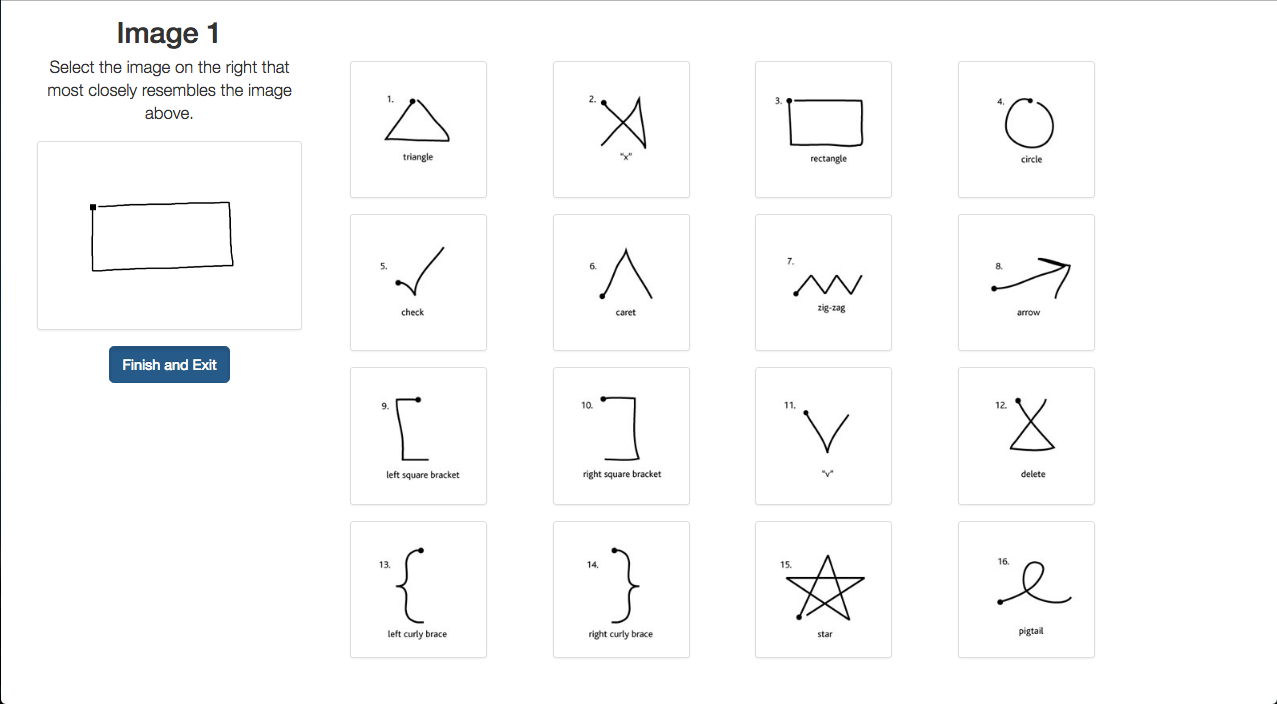 Image 1
Select the image on the right that
most closely resembles the image
above.
Finish and Exit
1.
triangle
2.
"x"
3.
rectangle
4.
circle
5.
check
6.
caret
7.
zig-zag
8.
arrow
9.
left square bracket
10.
right square bracket
11.
"v"
12.
delete
13.
left curly brace
14.
right curly brace
15.
star
16.
pigtail